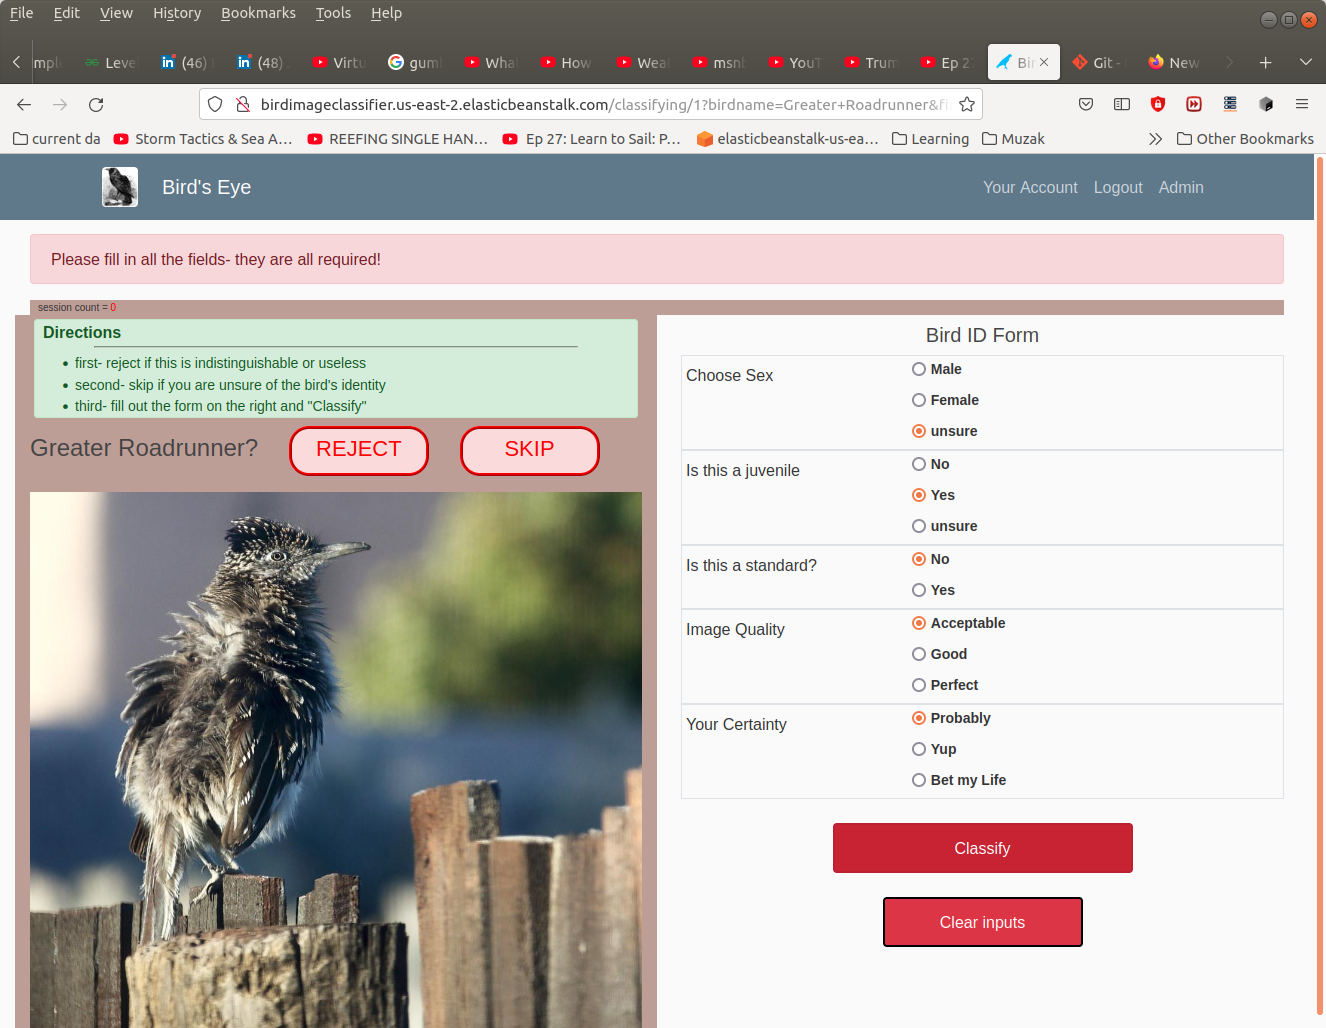 File Edit View History Bookmarks Tools Help
Leve (46) (48) Virtu gum Wha How Wea msnb YouT Trum Ep 2 Bir Git - New
birdimageclassifier.us-east-2.elasticbeanstalk.com/classifying/1?birdname=Greater+Roadrunner&fi
current da Storm Tactics & Sea A… REEFING SINGLE HAN… Ep 27: Learn to Sail: P… elasticbeanstalk-us-ea… Learning Muzak Other Bookmarks
Bird's Eye Your Account Logout Admin
Please fill in all the fields- they are all required!
session count = 0
Directions
first- reject if this is indistinguishable or useless
second- skip if you are unsure of the bird's identity
third- fill out the form on the right and "Classify"
Greater Roadrunner? REJECT SKIP
Bird ID Form
Choose Sex
Male
Female
unsure
Is this a juvenile
No
Yes
unsure
Is this a standard?
No
Yes
Image Quality
Acceptable
Good
Perfect
Your Certainty
Probably
Yup
Bet my Life
Classify
Clear inputs